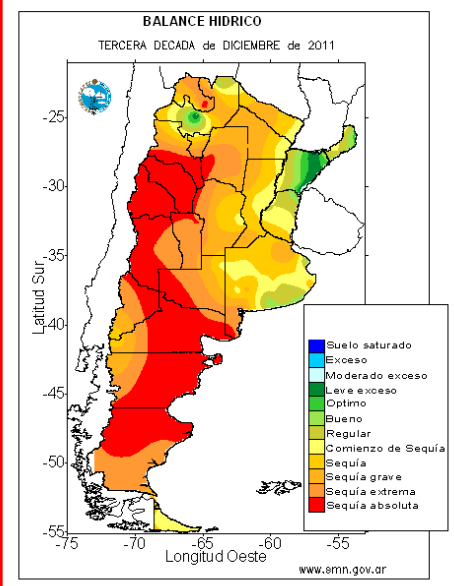 BALANCE HIDRICO
TERCERA DECADA de DICIEMBRE de 2011
-25
-30
-35
-40
-45
-50
-55
Latitud Sur
-75
-70
-65
-60
-55
Longitud Oeste
Suelo saturado
Exceso
Moderado exceso
Leve exceso
Optimo
Bueno
Regular
Comienzo de Sequía
Sequía
Sequía grave
Sequía extrema
Sequía absoluta
www.smn.gov.ar